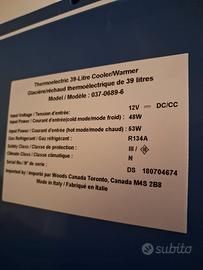 Thermoelectric 39-Litre Cooler/Warmer
Glacière/réchaud thermoélectrique de 39 litres
Model / Modèle : 037-0689-6
Input Voltage / Tension d'entrée: 12V ⎓ DC/CC
Input Power / Courant d'entrée(cold mode/mode froid) : 48W
Input Power / Courant d'entrée(hot mode/mode chaud) : 53W
Gas Refrigerant / Gaz réfrigerant : R134A
Safety Class / Classe de protection : III /
Climate Class / Classe climatique : N
Serial No./ N° de serie : DS 180704674
Imported by / Importé par Woods Canada Toronto, Canada M4S 2B8
Made in Italy / Fabriqué en Italie
subito